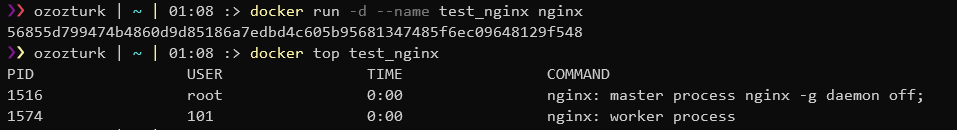 ❯❯ ozozturk | ~ | 01:08 :> docker run -d --name test_nginx nginx
56855d799474b4860d9d85186a7edbd4c605b95681347485f6ec09648129f548
❯❯ ozozturk | ~ | 01:08 :> docker top test_nginx
PID USER TIME COMMAND
1516 root 0:00 nginx: master process nginx -g daemon off;
1574 101 0:00 nginx: worker process